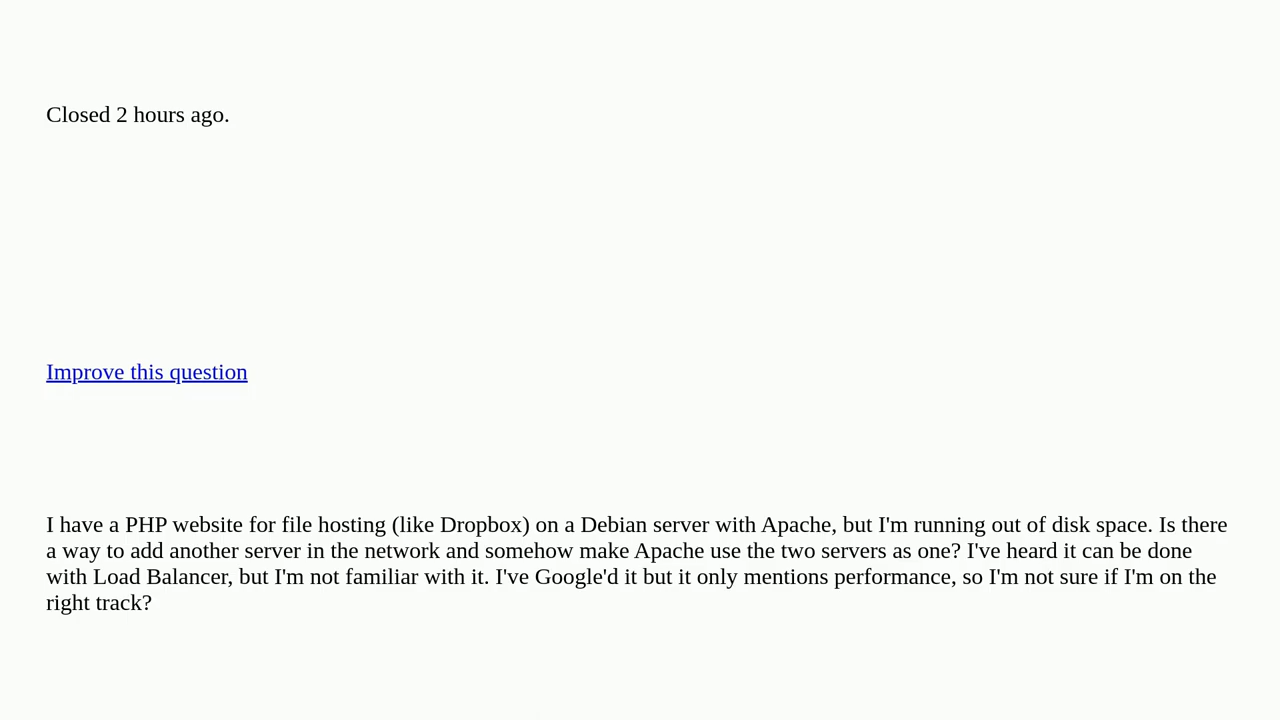 Closed 2 hours ago.
Improve this question
I have a PHP website for file hosting (like Dropbox) on a Debian server with Apache, but I'm running out of disk space. Is there
a way to add another server in the network and somehow make Apache use the two servers as one? I've heard it can be done
with Load Balancer, but I'm not familiar with it. I've Google'd it but it only mentions performance, so I'm not sure if I'm on the
right track?